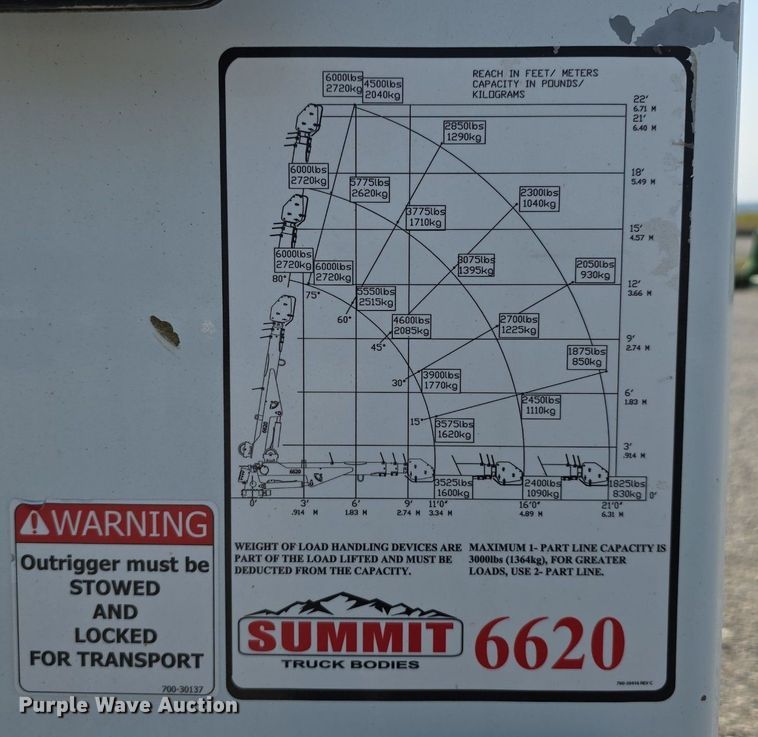 REACH IN FEET/ METERS
CAPACITY IN POUNDS/
KILOGRAMS
6000lbs
2720kg
4500lbs
2040kg
22'
6.71 M
21'
6.40 M
2850lbs
1290kg
6000lbs
2720kg
5775lbs
2620kg
18'
5.49 M
2300lbs
1040kg
3775lbs
1710kg
15'
4.57 M
6000lbs
2720kg
6000lbs
2720kg
3075lbs
1395kg
2050lbs
930kg
80°
75°
12'
3.66 M
5550lbs
2515kg
60°
4600lbs
2085kg
2700lbs
1225kg
45°
9'
2.74 M
1875lbs
850kg
3900lbs
1770kg
30°
6'
1.83 M
2450lbs
1110kg
15°
3575lbs
1620kg
3'
.914 M
6620
6620
3525lbs
1600kg
2400lbs
1090kg
1825lbs
830kg
0'
0' 3' 6' 9' 11'0" 16'0" 21'0"
.914 M 1.83 M 2.74 M 3.34 M 4.89 M 6.31 M
WEIGHT OF LOAD HANDLING DEVICES ARE
PART OF THE LOAD LIFTED AND MUST BE
DEDUCTED FROM THE CAPACITY.
MAXIMUM 1- PART LINE CAPACITY IS
3000lbs (1364kg), FOR GREATER
LOADS, USE 2- PART LINE.
SUMMIT
TRUCK BODIES
6620
WARNING
Outrigger must be
STOWED
AND
LOCKED
FOR TRANSPORT
700-30137
Purple Wave Auction